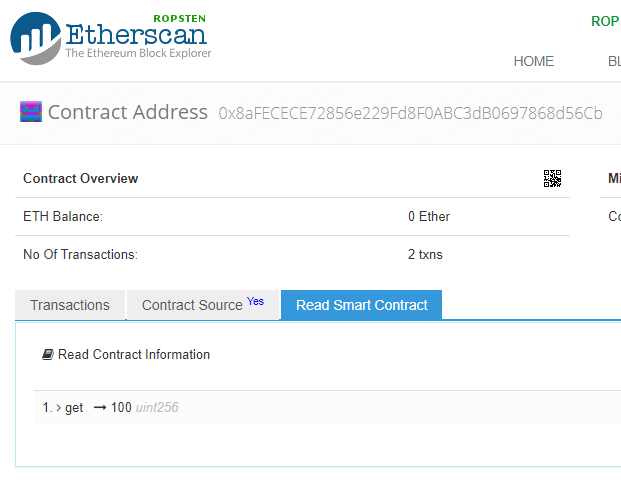 ROPSTEN
Etherscan
The Ethereum Block Explorer
ROP
HOME BL
Contract Address 0x8aFECECE72856e229Fd8F0ABC3dB0697868d56Cb
Contract Overview Mi
ETH Balance: 0 Ether Co
No Of Transactions: 2 txns
Transactions Contract Source Yes Read Smart Contract
Read Contract Information
1. > get → 100 uint256